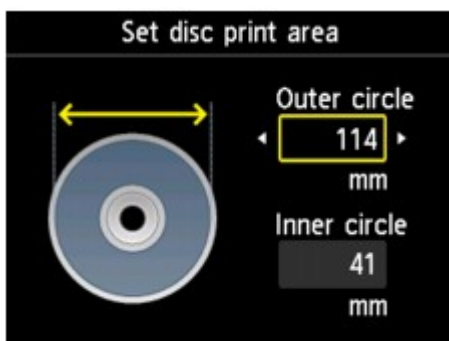 Set disc print area
Outer circle
114
mm
Inner circle
41
mm